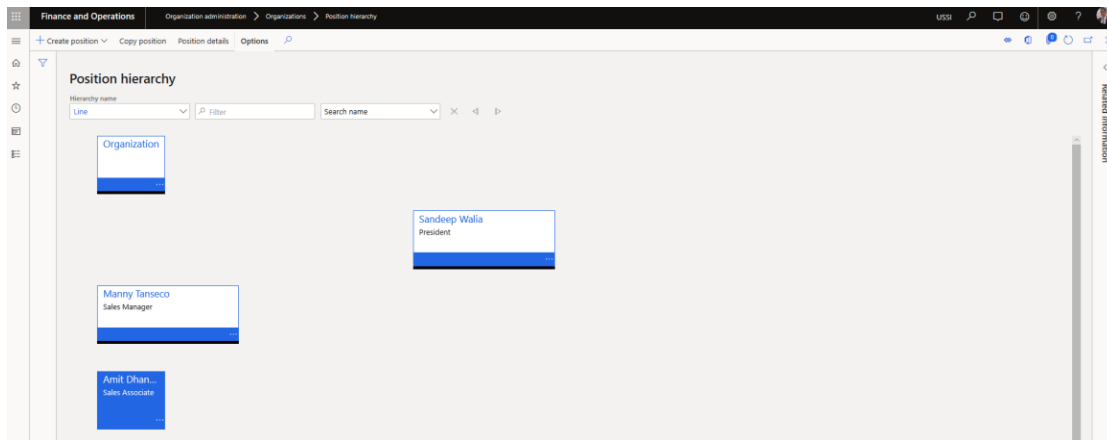 Finance and Operations Organization administration > Organizations > Position hierarchy USSI ?
+ Create position Copy position Position details Options 0
Position hierarchy
Hierarchy name
Line Filter Search name
Related information
Organization
...
Sandeep Walia
President
...
Manny Tanseco
Sales Manager
...
Amit Dhan...
Sales Associate
...